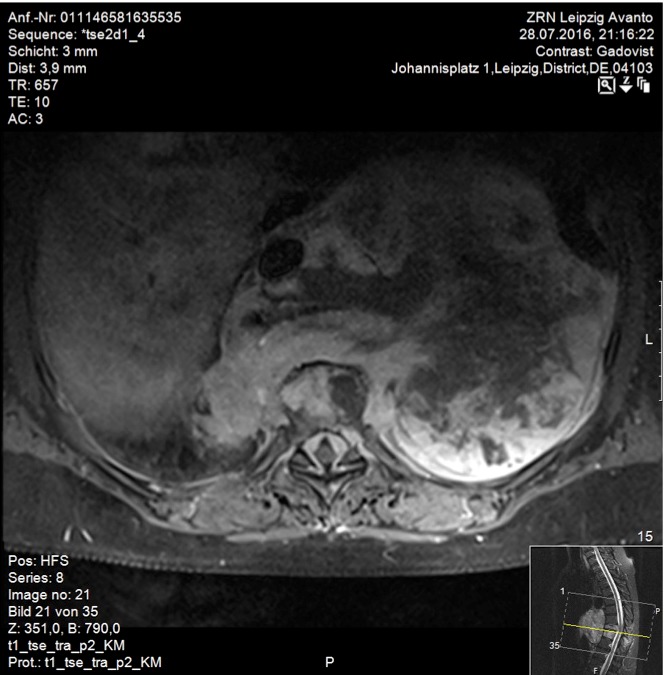 Anf.-Nr: 011146581635535
Sequence: *tse2d1_4
Schicht: 3 mm
Dist: 3,9 mm
TR: 657
TE: 10
AC: 3
ZRN Leipzig Avanto
28.07.2016, 21:16:22
Contrast: Gadovist
Johannisplatz 1,Leipzig,District,DE,04103
Z
L
15
Pos: HFS
Series: 8
Image no: 21
Bild 21 von 35
Z: 351,0, B: 790,0
t1_tse_tra_p2_KM
Prot.: t1_tse_tra_p2_KM
P
1
P
35
F